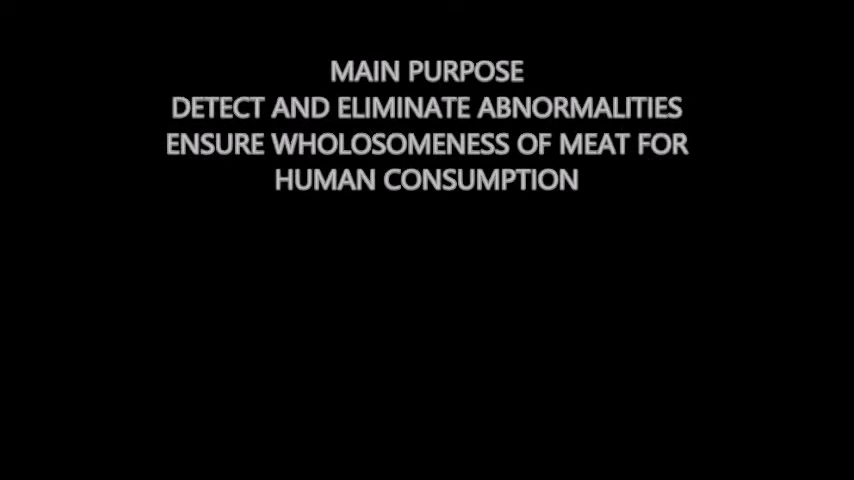 MAIN PURPOSE
DETECT AND ELIMINATE ABNORMALITIES
ENSURE WHOLOSOMENESS OF MEAT FOR
HUMAN CONSUMPTION